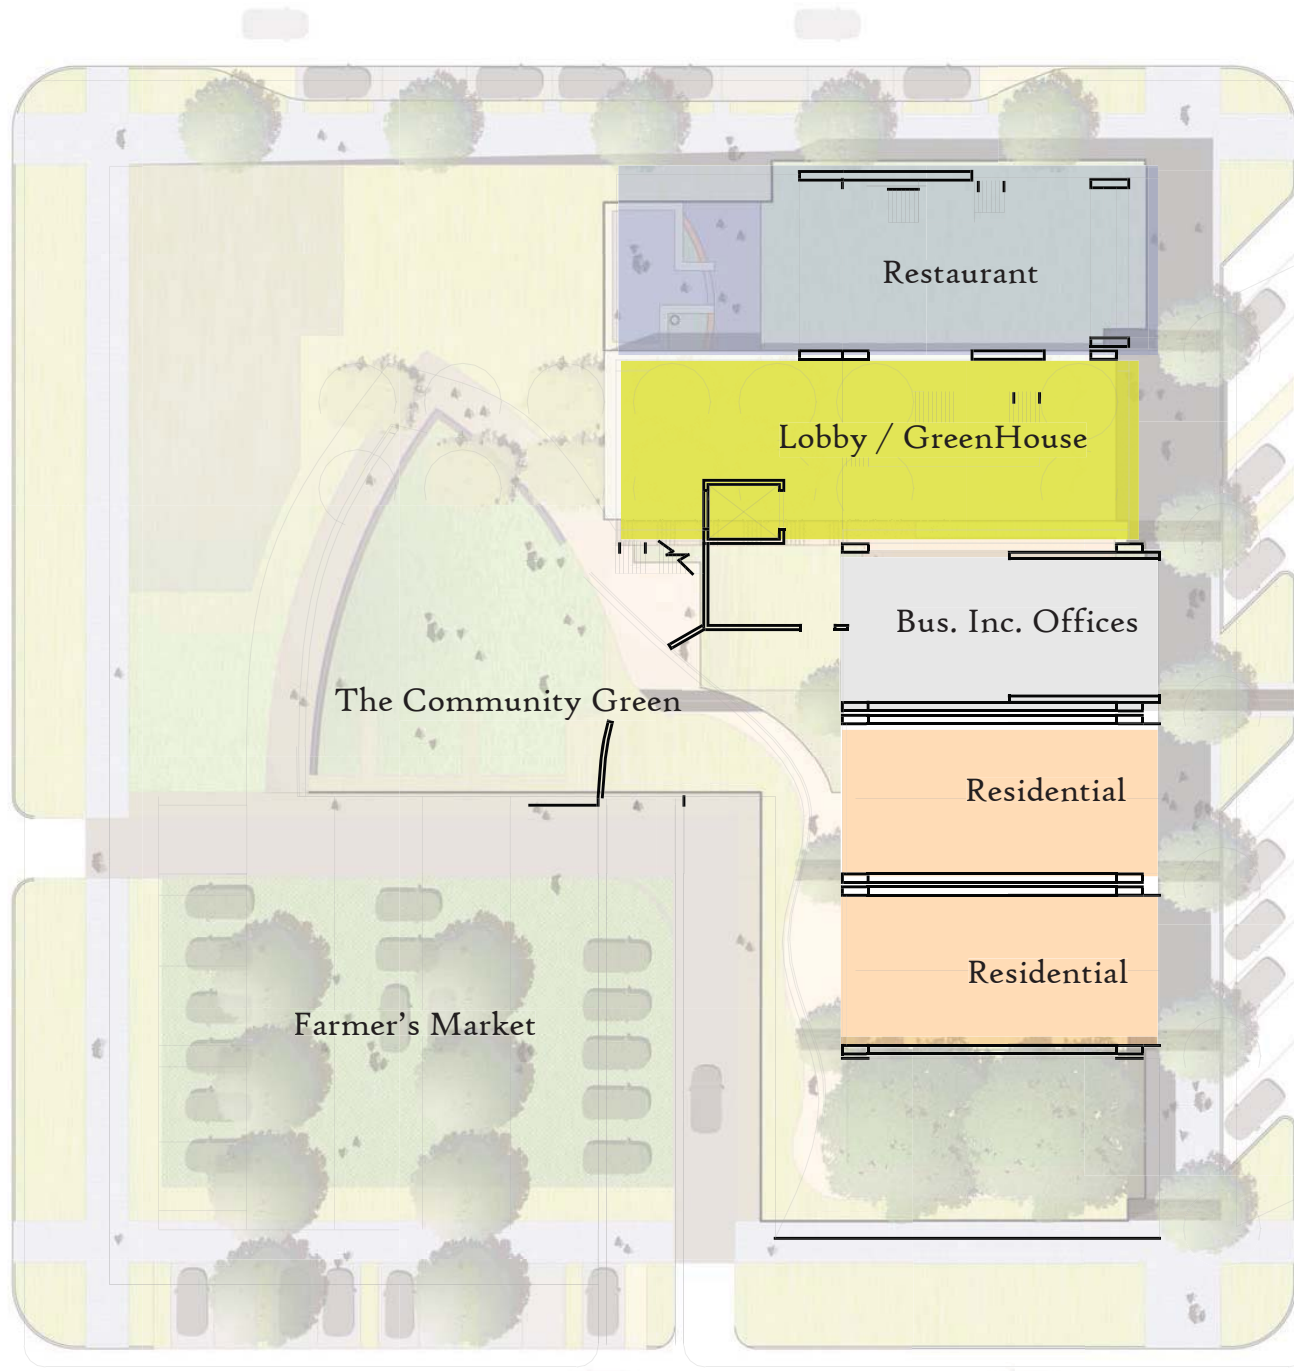 Restaurant
Lobby / GreenHouse
Bus. Inc. Offices
The Community Green
Residential
Residential
Farmer's Market